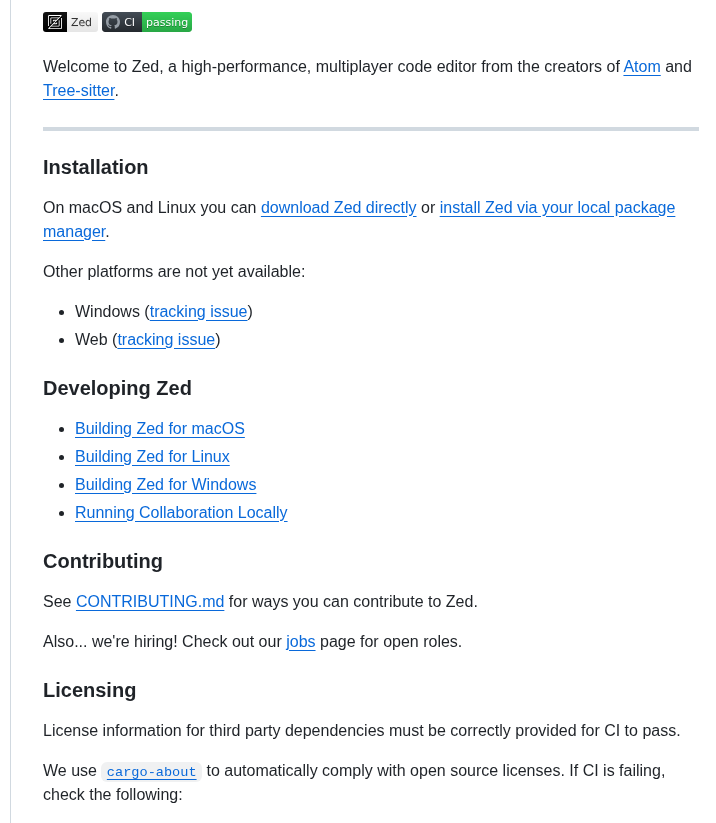 Zed CI passing
Welcome to Zed, a high-performance, multiplayer code editor from the creators of Atom and
Tree-sitter.
Installation
On macOS and Linux you can download Zed directly or install Zed via your local package
manager.
Other platforms are not yet available:
• Windows (tracking issue)
• Web (tracking issue)
Developing Zed
• Building Zed for macOS
• Building Zed for Linux
• Building Zed for Windows
• Running Collaboration Locally
Contributing
See CONTRIBUTING.md for ways you can contribute to Zed.
Also... we're hiring! Check out our jobs page for open roles.
Licensing
License information for third party dependencies must be correctly provided for CI to pass.
We use cargo-about to automatically comply with open source licenses. If CI is failing,
check the following: